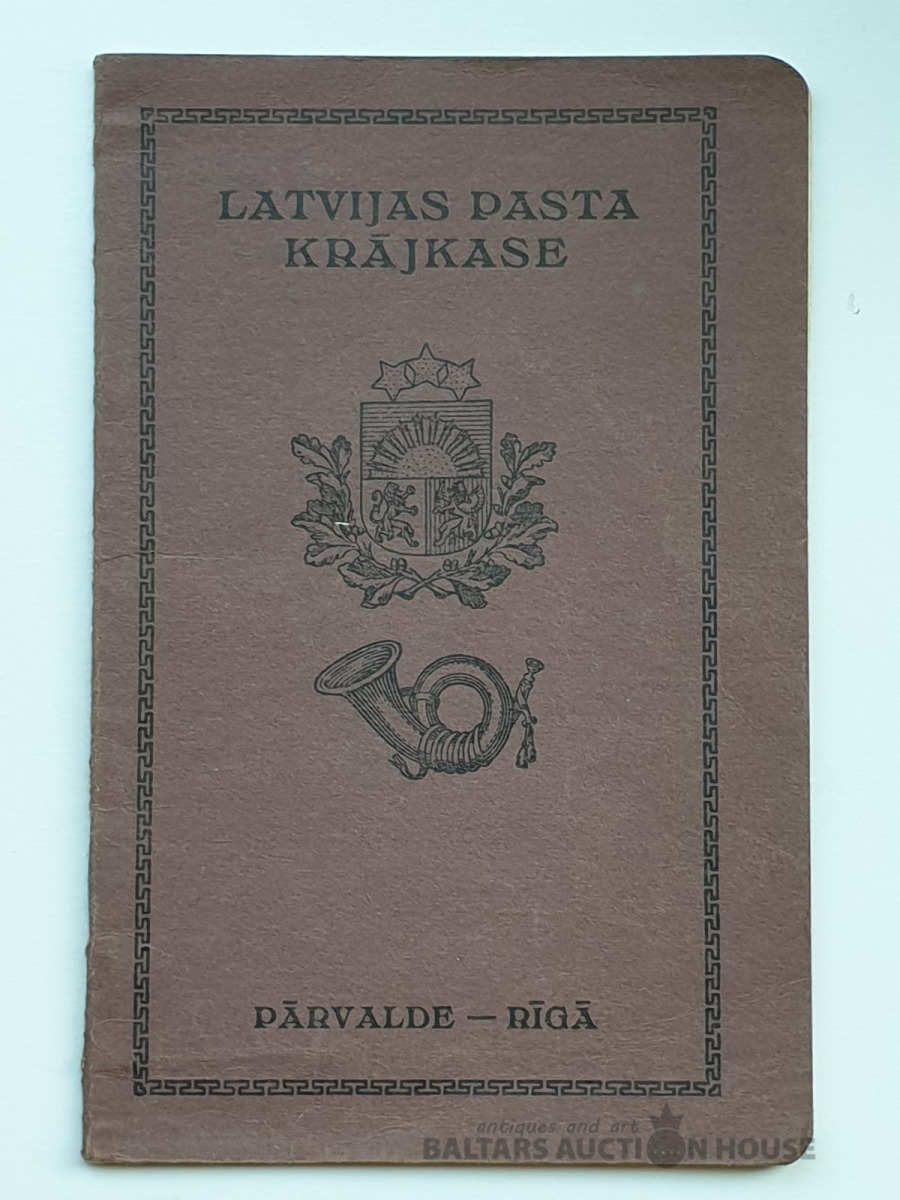 LATVIJAS PASTA
KRĀJKASE
PĀRVALDE — RĪGĀ
antiques and art
BALTARS AUCTION HOUSE